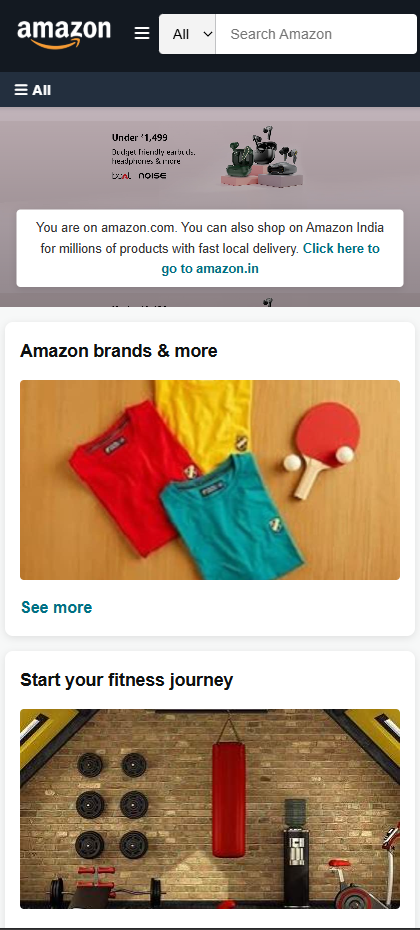 amazon
All
Search Amazon
All
Under ₹1,499
Budget friendly earbuds,
headphones & more
boAt noise
You are on amazon.com. You can also shop on Amazon India
for millions of products with fast local delivery. Click here to
go to amazon.in
Amazon brands & more
See more
Start your fitness journey